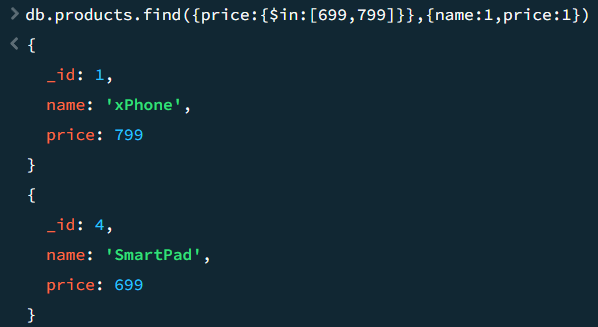 > db.products.find({price:{$in:[699,799]}},{name:1,price:1})
< {
_id: 1,
name: 'xPhone',
price: 799
}
{
_id: 4,
name: 'SmartPad',
price: 699
}